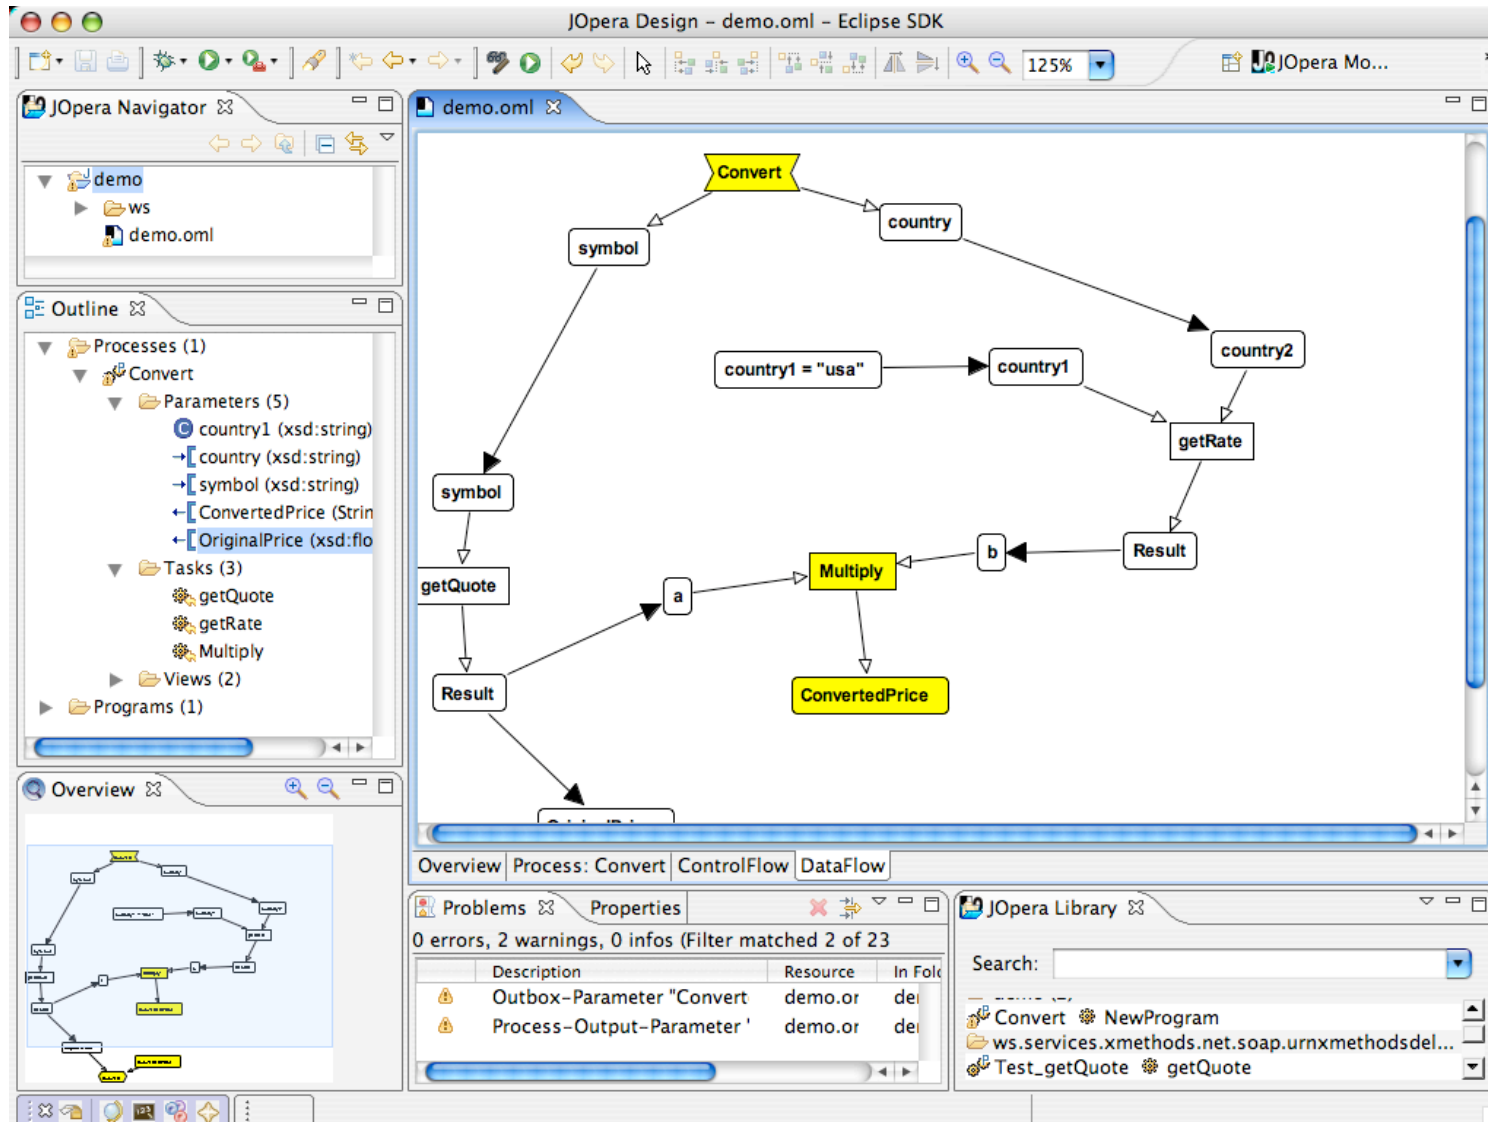 JOpera Design – demo.oml – Eclipse SDK
125%
JOpera Mo...
JOpera Navigator
demo
ws
demo.oml
Outline
Processes (1)
Convert
Parameters (5)
country1 (xsd:string)
country (xsd:string)
symbol (xsd:string)
ConvertedPrice (Strin
OriginalPrice (xsd:flo
Tasks (3)
getQuote
getRate
Multiply
Views (2)
Programs (1)
Overview
demo.oml
Convert
country
symbol
country2
country1 = "usa"
country1
getRate
symbol
Result
b
Multiply
getQuote
a
Result
ConvertedPrice
Overview
Process: Convert
ControlFlow
DataFlow
Problems
Properties
0 errors, 2 warnings, 0 infos (Filter matched 2 of 23
Description Resource In Fold
Outbox-Parameter "Convert demo.or de
Process-Output-Parameter ' demo.or de
JOpera Library
Search:
Convert NewProgram
ws.services.xmethods.net.soap.urnxmethodsdel...
Test_getQuote getQuote